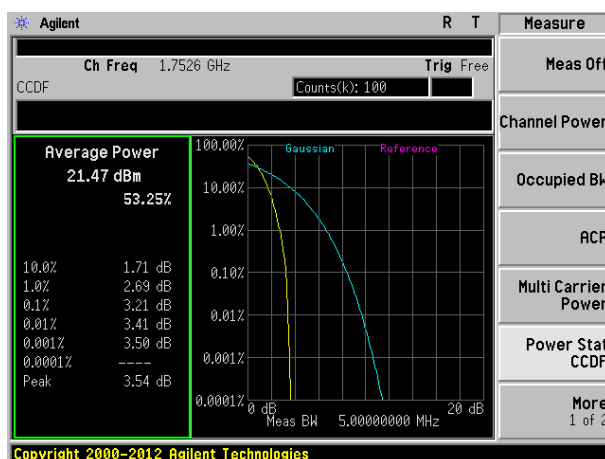 Agilent R T Measure
Ch Freq 1.7526 GHz Trig Free
CCDF Counts(k): 100
Meas Off
Channel Power
Average Power
21.47 dBm
53.25%
10.0% 1.71 dB
1.0% 2.69 dB
0.1% 3.21 dB
0.01% 3.41 dB
0.001% 3.50 dB
0.0001% ----
Peak 3.54 dB
Gaussian Reference
100.00%
10.00%
1.00%
0.10%
0.01%
0.001%
0.0001%
0 dB 20 dB
Meas BW 5.00000000 MHz
Occupied BW
ACP
Multi Carrier
Power
Power Stat
CCDF
More
1 of 2
Copyright 2000-2012 Agilent Technologies